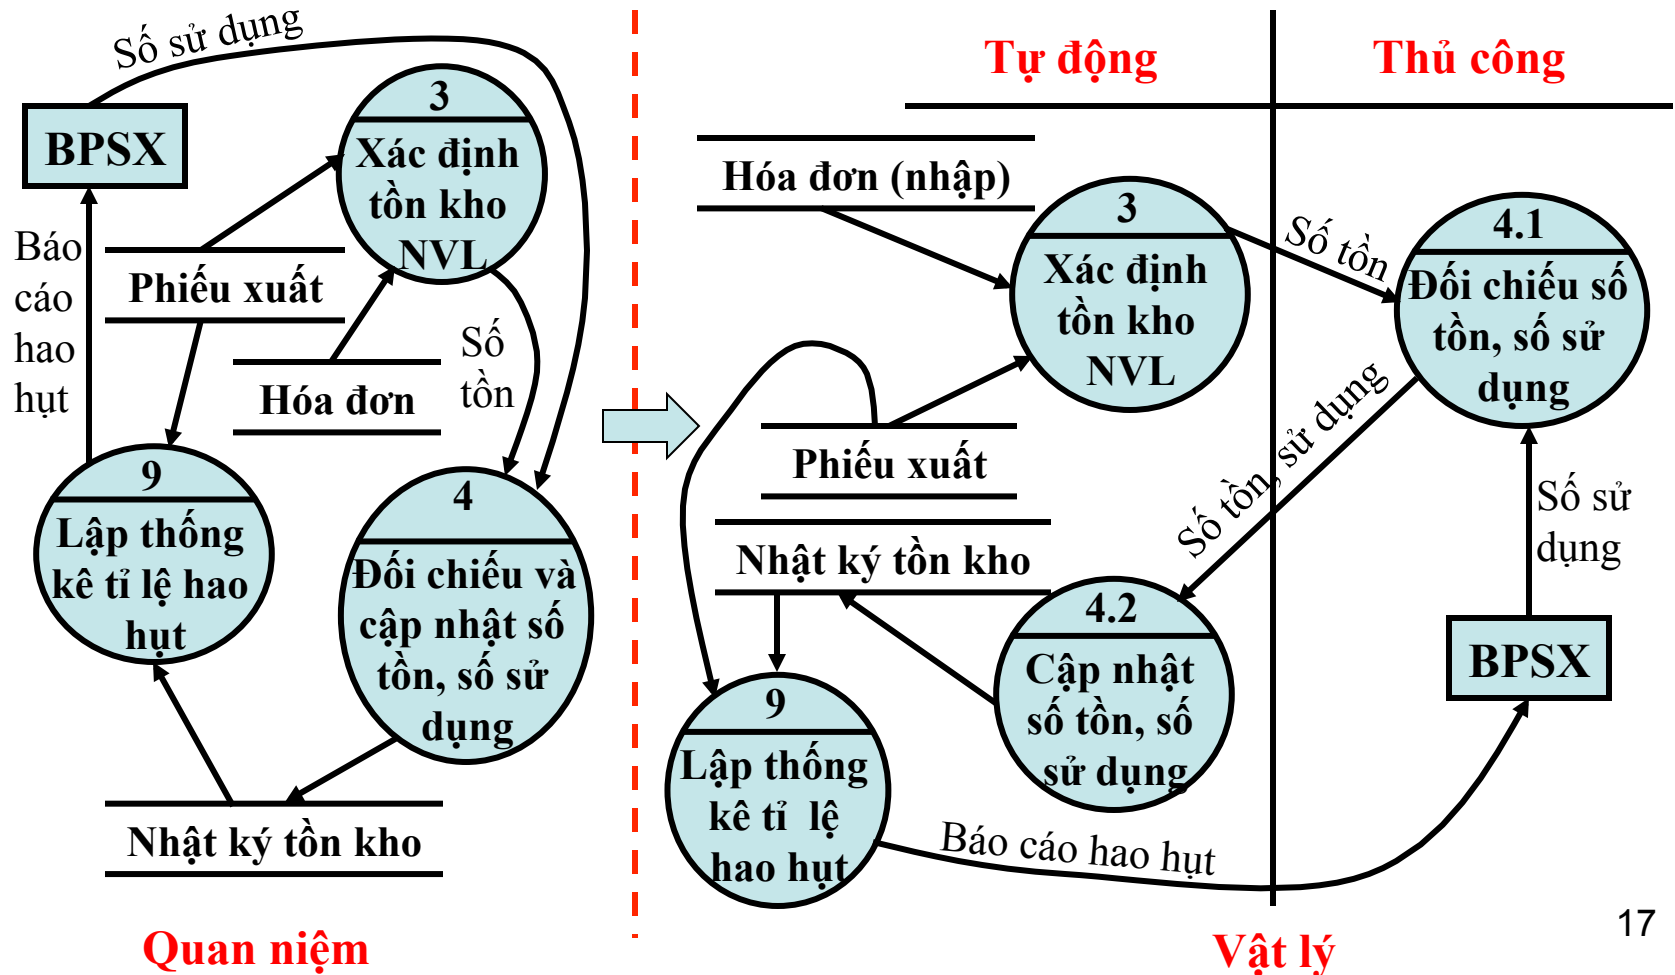 Số sử dụng
BPSX
3
Xác định
tồn kho
NVL
Báo
cáo
hao
hụt
Phiếu xuất
Hóa đơn
Số
tồn
9
Lập thống
kê tỉ lệ hao
hụt
4
Đối chiếu và
cập nhật số
tồn, số sử
dụng
Nhật ký tồn kho
Quan niệm
Tự động
Thủ công
Hóa đơn (nhập)
3
Xác định
tồn kho
NVL
Số tồn
4.1
Đối chiếu số
tồn, số sử
dụng
Phiếu xuất
Số tồn, sử dụng
Số sử
dụng
Nhật ký tồn kho
4.2
Cập nhật
số tồn, số
sử dụng
BPSX
9
Lập thống
kê tỉ lệ
hao hụt
Báo cáo hao hụt
Vật lý
17